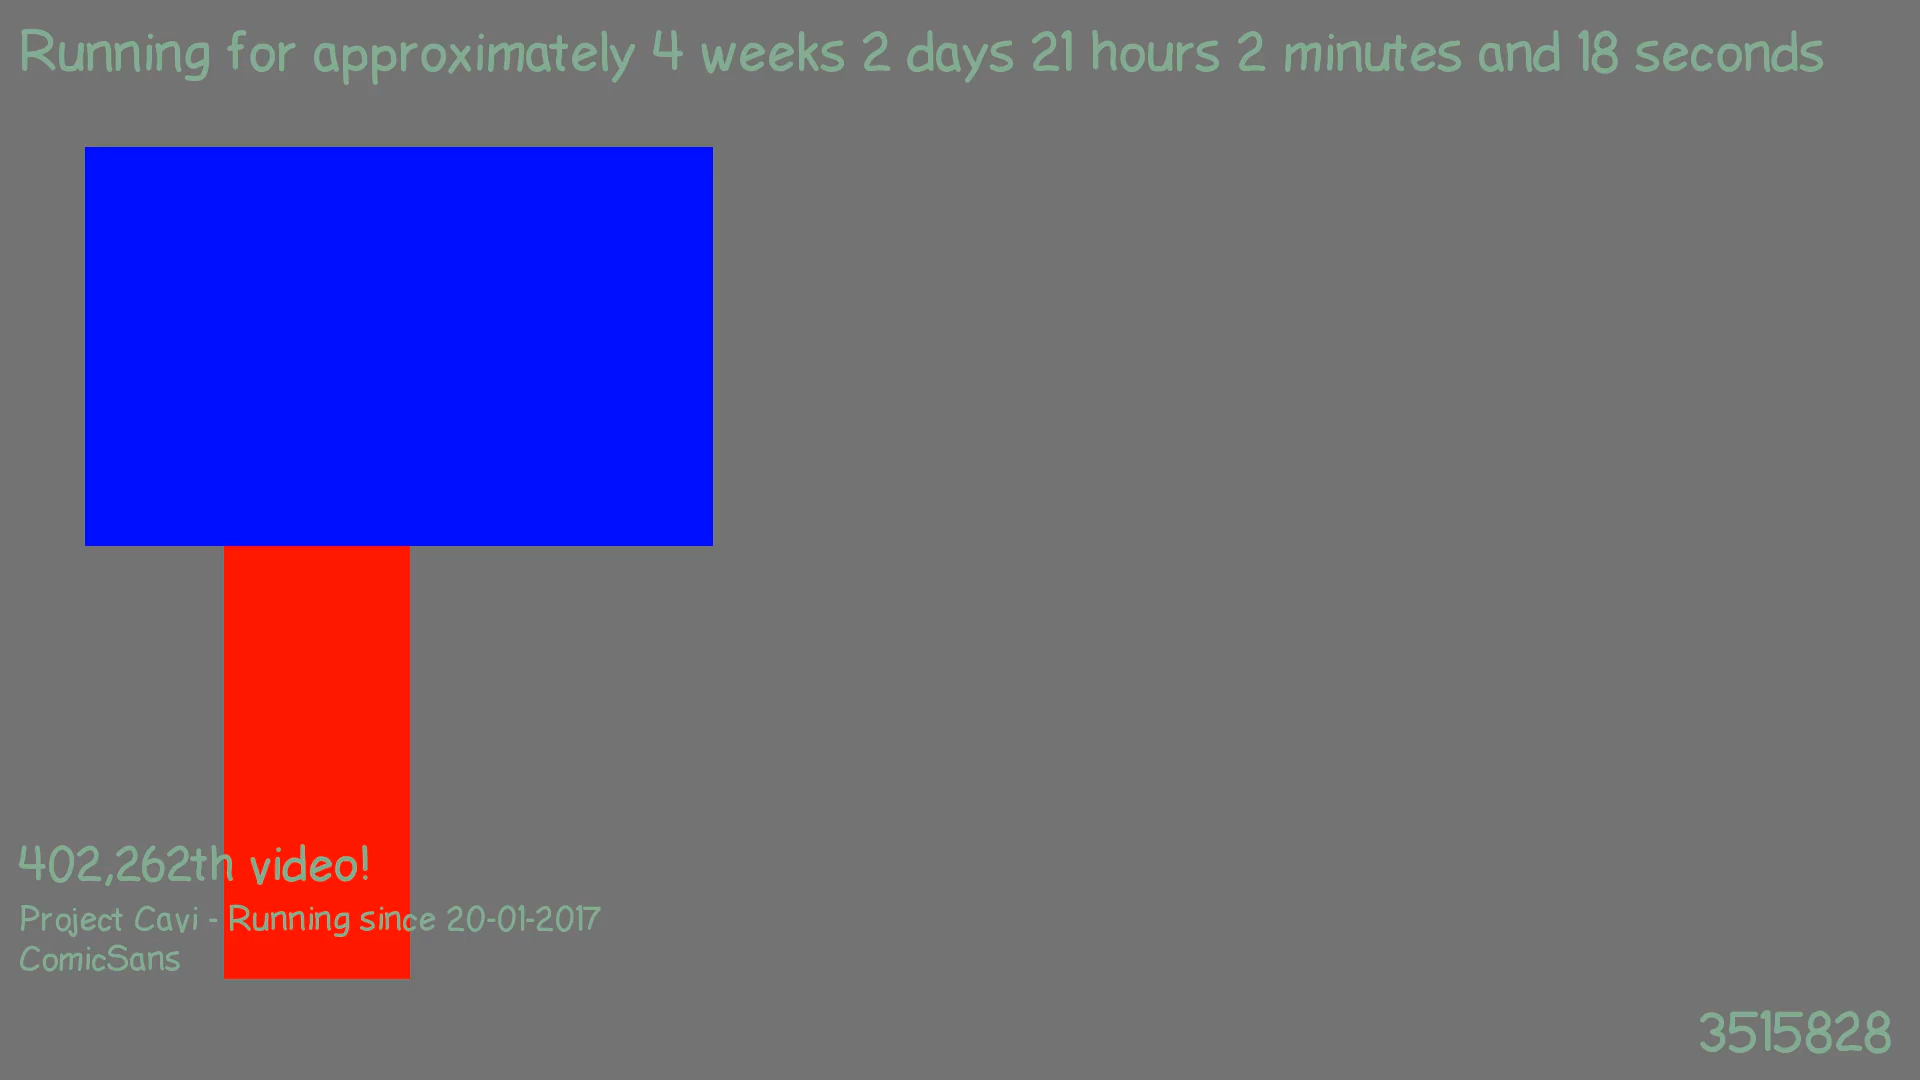 Running for approximately 4 weeks 2 days 21 hours 2 minutes and 18 seconds
402,262th video!
Project Cavi - Running since 20-01-2017
ComicSans
3515828